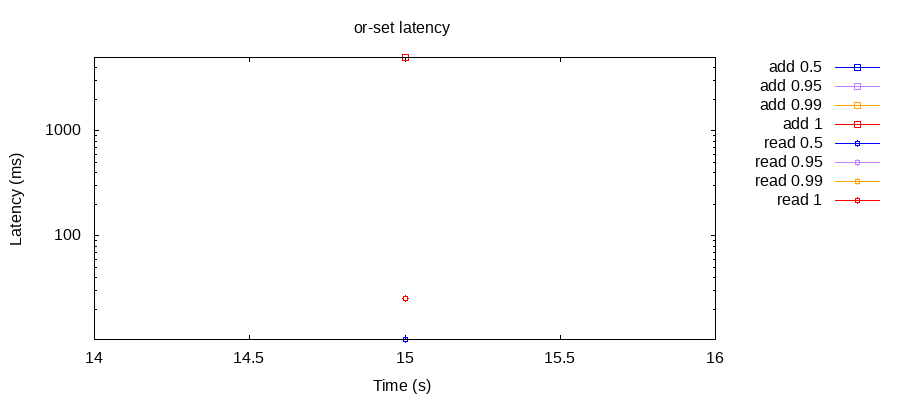 or-set latency
add 0.5
add 0.95
add 0.99
add 1
read 0.5
read 0.95
read 0.99
read 1
1000
100
Latency (ms)
14
14.5
15
15.5
16
Time (s)